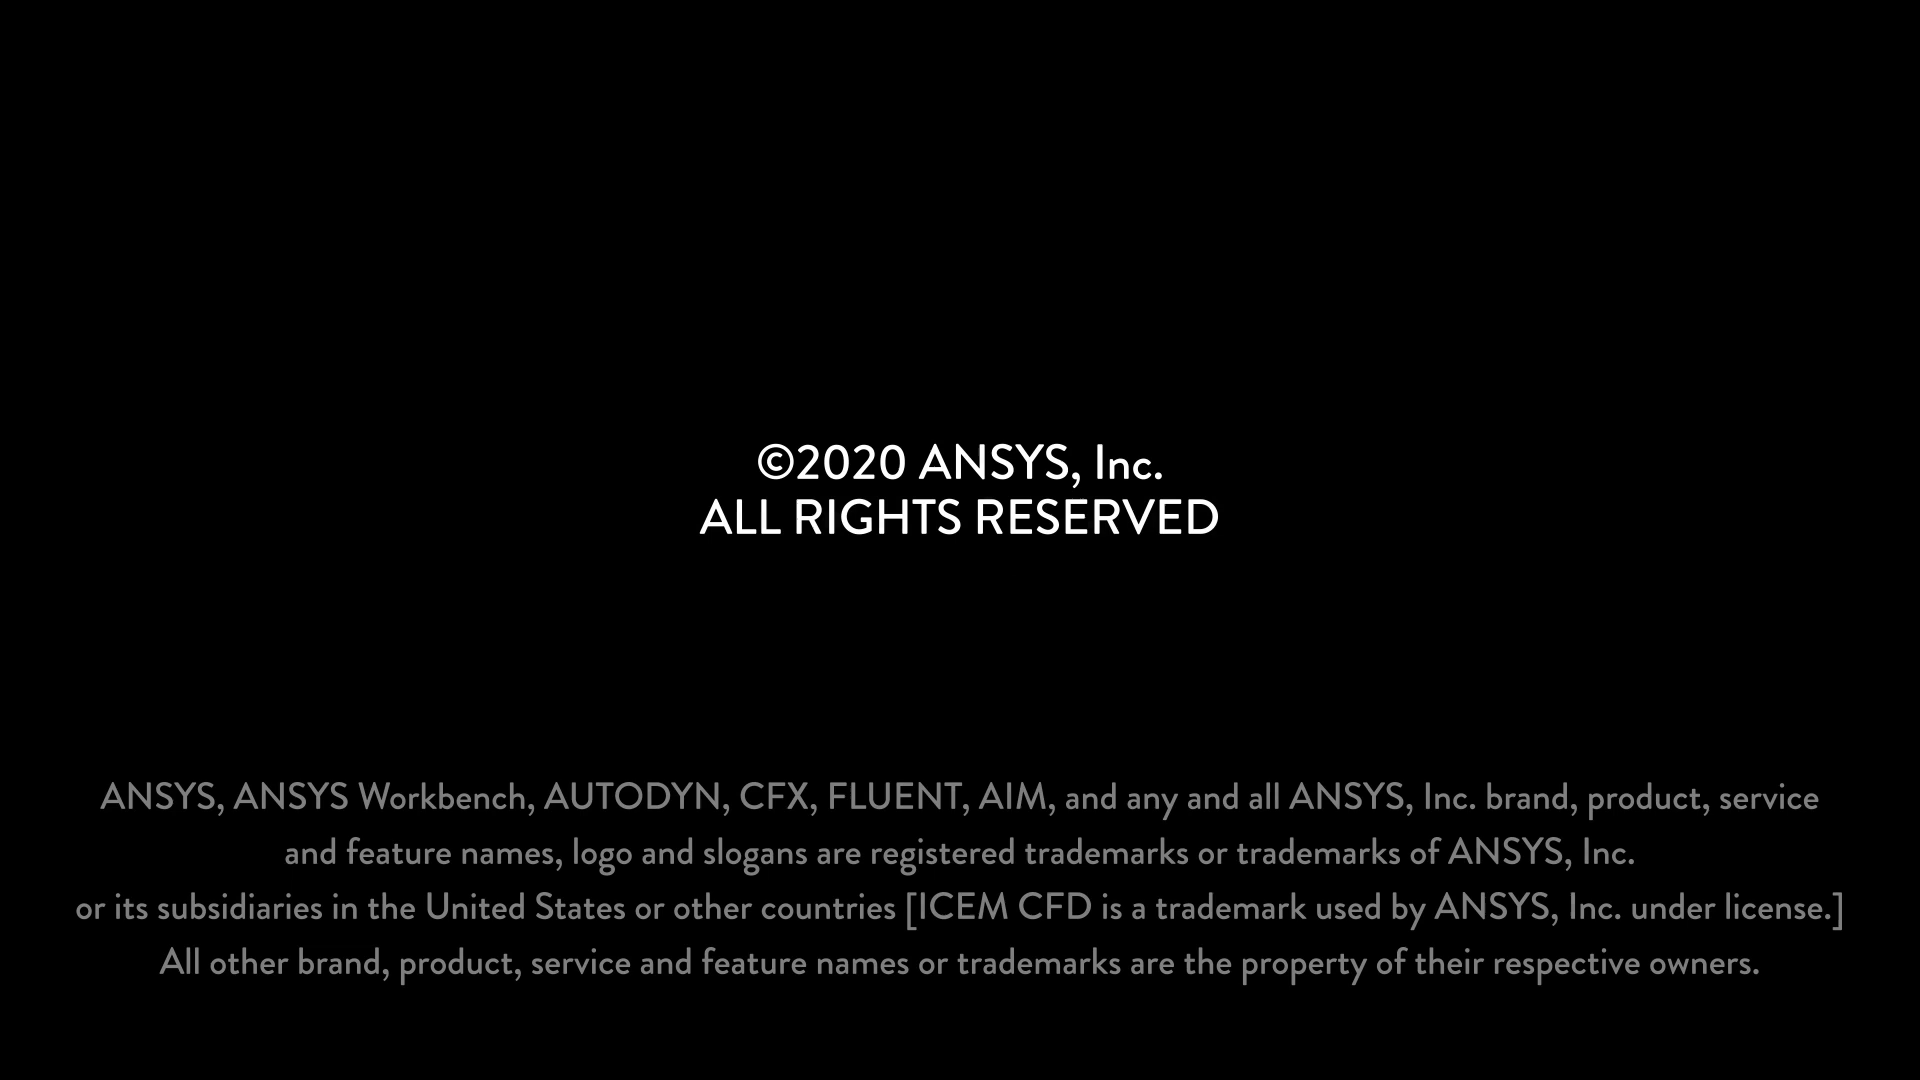 ©2020 ANSYS, Inc.
ALL RIGHTS RESERVED
ANSYS, ANSYS Workbench, AUTODYN, CFX, FLUENT, AIM, and any and all ANSYS, Inc. brand, product, service
and feature names, logo and slogans are registered trademarks or trademarks of ANSYS, Inc.
or its subsidiaries in the United States or other countries [ICEM CFD is a trademark used by ANSYS, Inc. under license.]
All other brand, product, service and feature names or trademarks are the property of their respective owners.